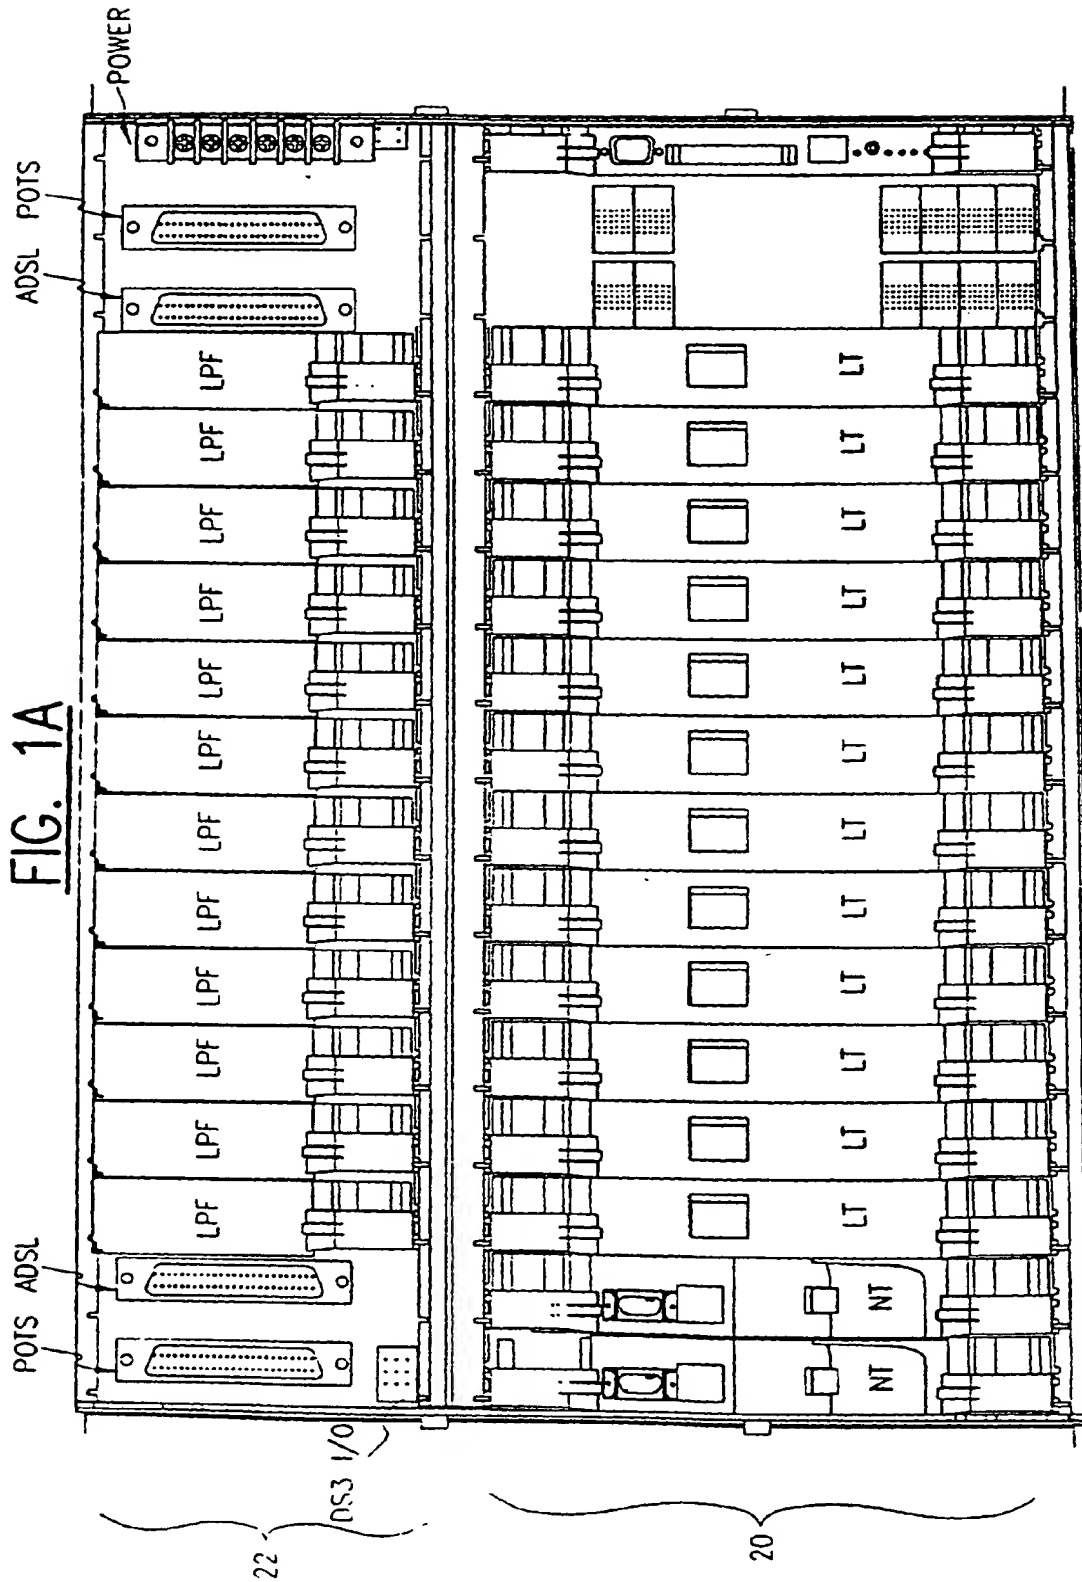 FIG. 1A
POTS ADSL
ADSL POTS
POWER
22
DS3 I/O
LPF LPF LPF LPF LPF LPF LPF LPF LPF LPF LPF LPF
20
NT NT LT LT LT LT LT LT LT LT LT LT LT LT